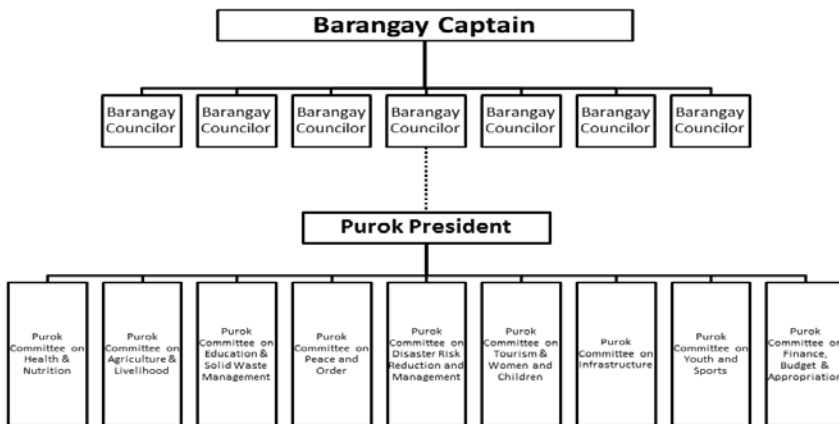 Barangay Captain
Barangay
Councilor
Barangay
Councilor
Barangay
Councilor
Barangay
Councilor
Barangay
Councilor
Barangay
Councilor
Barangay
Councilor
Purok President
Purok
Committee on
Health &
Nutrition
Purok
Committee on
Agriculture &
Livelihood
Purok
Committee on
Education &
Solid Waste
Management
Purok
Committee on
Peace and
Order
Purok
Committee on
Disaster Risk
Reduction and
Management
Purok
Committee on
Tourism &
Women and
Children
Purok
Committee on
Infrastructure
Purok
Committee on
Youth and
Sports
Purok
Committee on
Finance,
Budget &
Appropriation